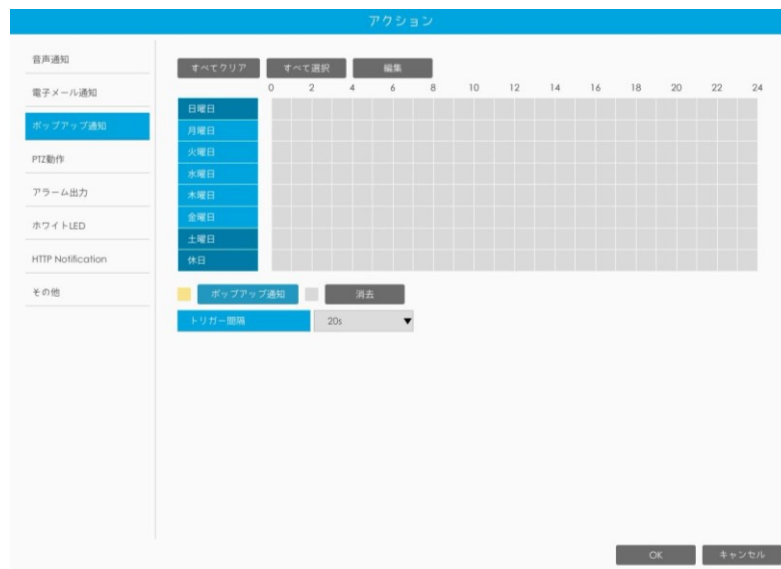 アクション
音声通知
電子メール通知
ポップアップ通知
PTZ動作
アラーム出力
ホワイトLED
HTTP Notification
その他
すべてクリア すべて選択 編集
0 2 4 6 8 10 12 14 16 18 20 22 24
日曜日
月曜日
火曜日
水曜日
木曜日
金曜日
土曜日
休日
ポップアップ通知 消去
トリガー間隔 20s
OK キャンセル